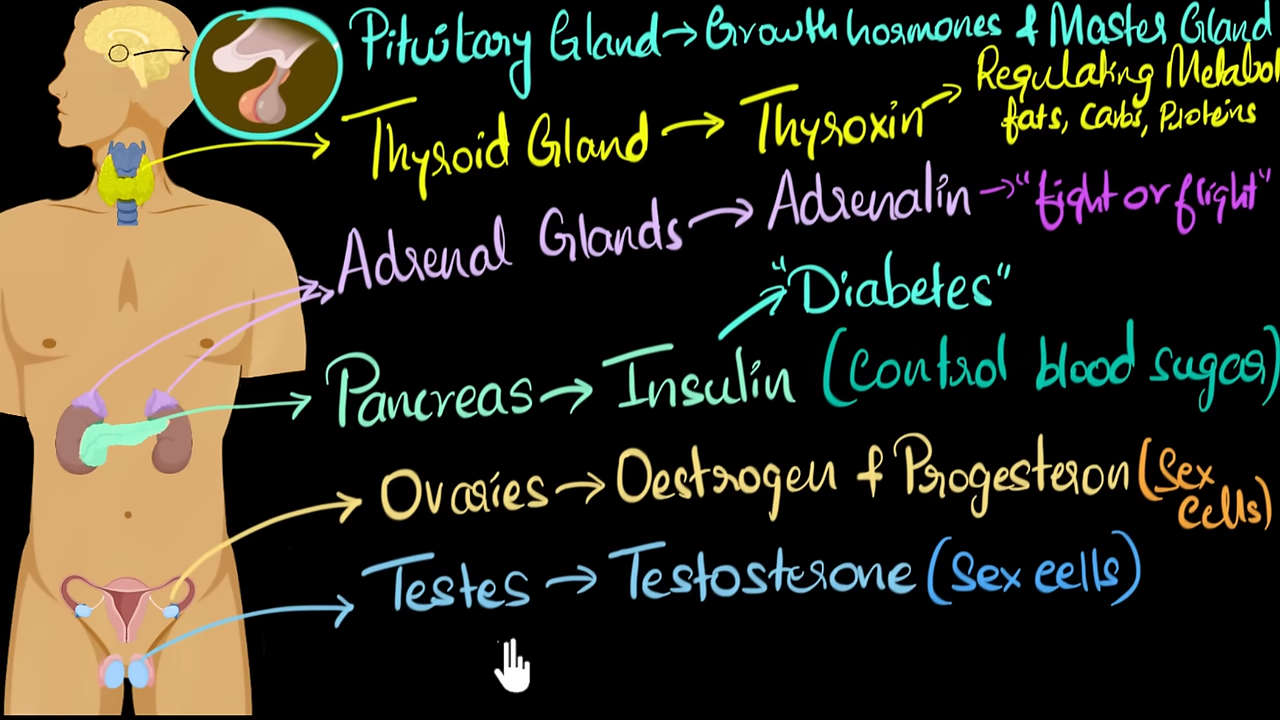 Pituitary Gland → Growth hormones & Master Gland
Thyroid Gland → Thyroxin → Regulating Metabol
fats, Carbs, Proteins
Adrenal Glands → Adrenalin → "fight or flight"
"Diabetes"
Pancreas → Insulin (Control blood sugar)
Ovaries → Oestrogen & Progesteron (Sex cells)
Testes → Testosterone (Sex cells)